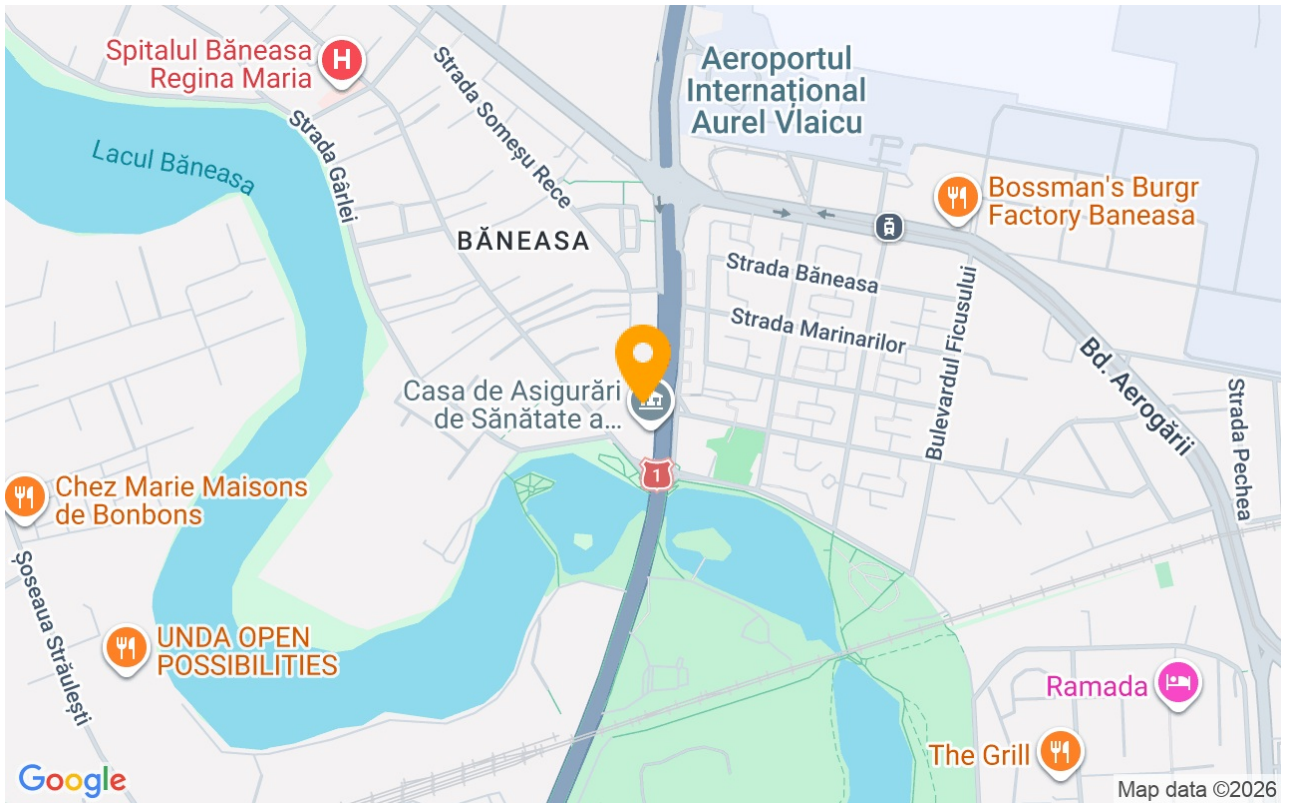 Spitalul Băneasa
Regina Maria
Strada Someșu Rece
Aeroportul
Internațional
Aurel Vlaicu
Strada Gârlei
Lacul Băneasa
Bossman's Burgr
Factory Baneasa
BĂNEASA
Strada Băneasa
Strada Marinarilor
Bulevardul Ficusului
Bd. Aerogării
Strada Pechea
Casa de Asigurări
de Sănătate a...
1
Chez Marie Maisons
de Bonbons
Șoseaua Străulești
UNDA OPEN
POSSIBILITIES
Ramada
The Grill
Google
Map data ©2026